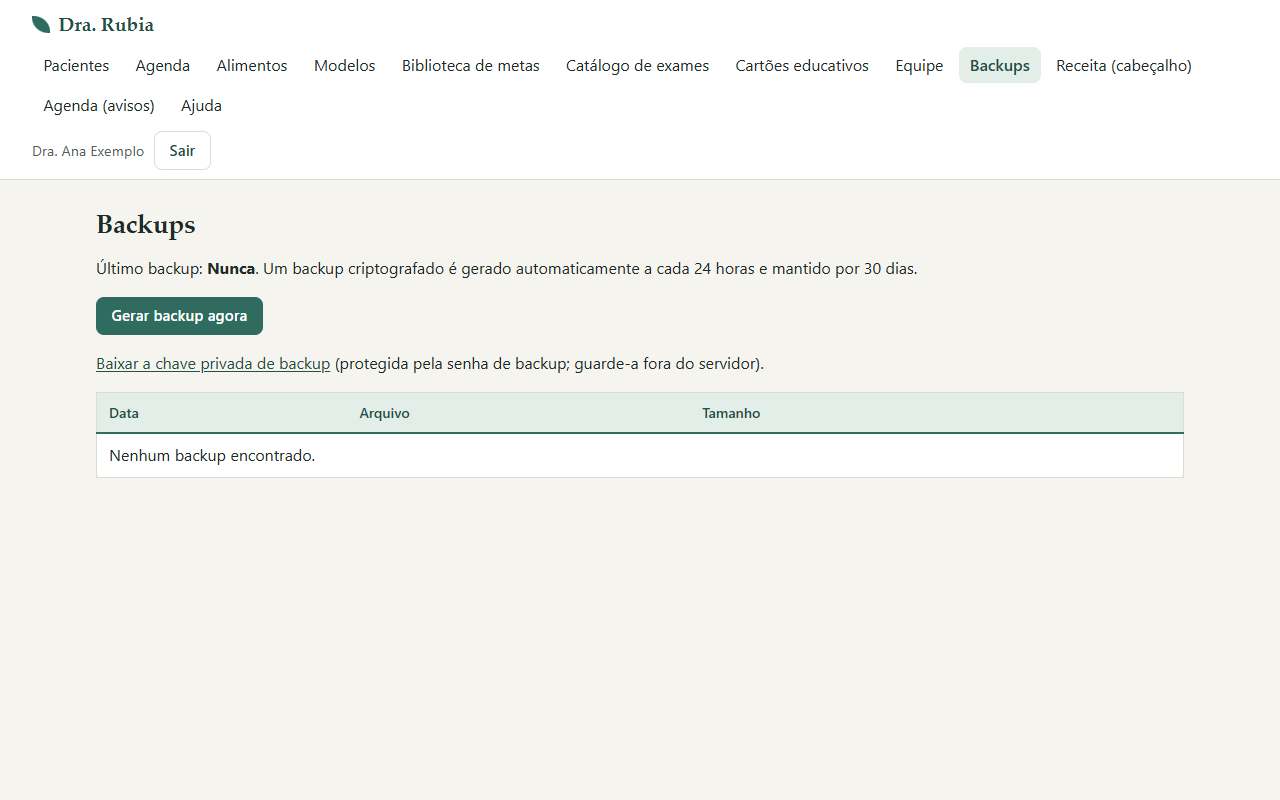 Dra. Rubia
Pacientes Agenda Alimentos Modelos Biblioteca de metas Catálogo de exames Cartões educativos Equipe Backups Receita (cabeçalho)
Agenda (avisos) Ajuda
Dra. Ana Exemplo Sair
Backups
Último backup: Nunca. Um backup criptografado é gerado automaticamente a cada 24 horas e mantido por 30 dias.
Gerar backup agora
Baixar a chave privada de backup (protegida pela senha de backup; guarde-a fora do servidor).
Data Arquivo Tamanho
Nenhum backup encontrado.